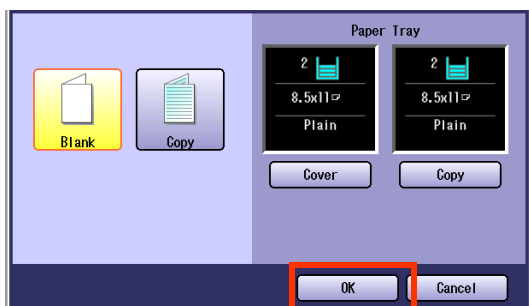 Paper Tray
2 2
8.5x11 8.5x11
Plain Plain
Blank Copy
Cover Copy
OK Cancel